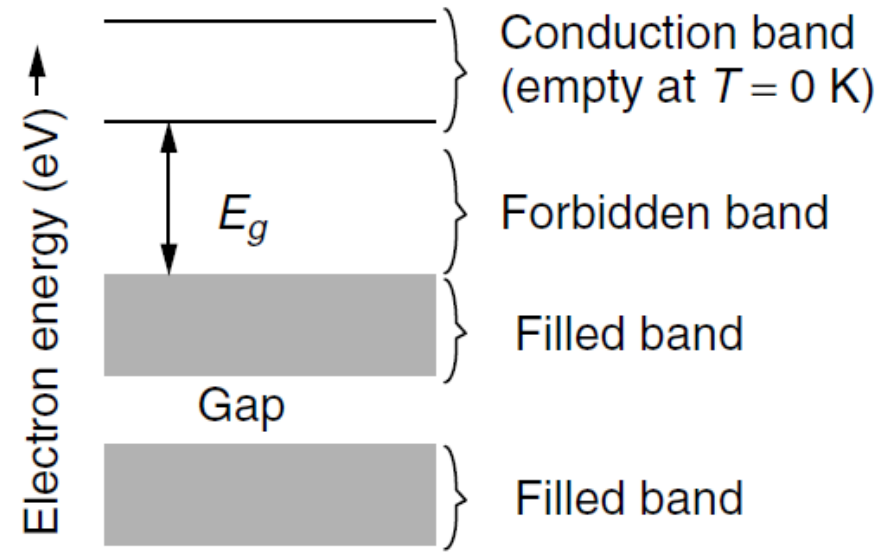 Electron energy (eV)
Conduction band
(empty at T = 0 K)
E_g
Forbidden band
Filled band
Gap
Filled band